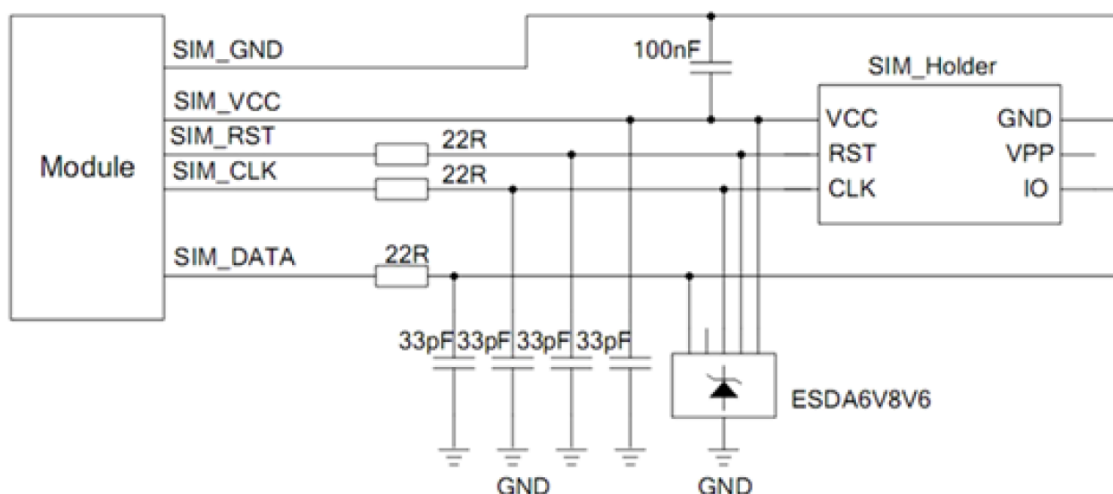 SIM_GND
100nF
SIM_Holder
SIM_VCC
VCC GND
SIM_RST 22R
RST VPP
Module
SIM_CLK 22R
CLK IO
SIM_DATA 22R
33pF 33pF 33pF 33pF
ESDA6V8V6
GND GND